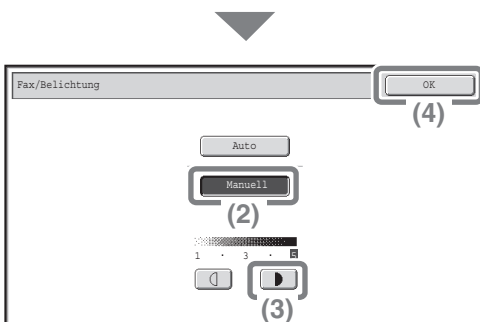 Fax/Belichtung
OK
(4)
Auto
Manuell
(2)
1 · 3 · 5
(3)